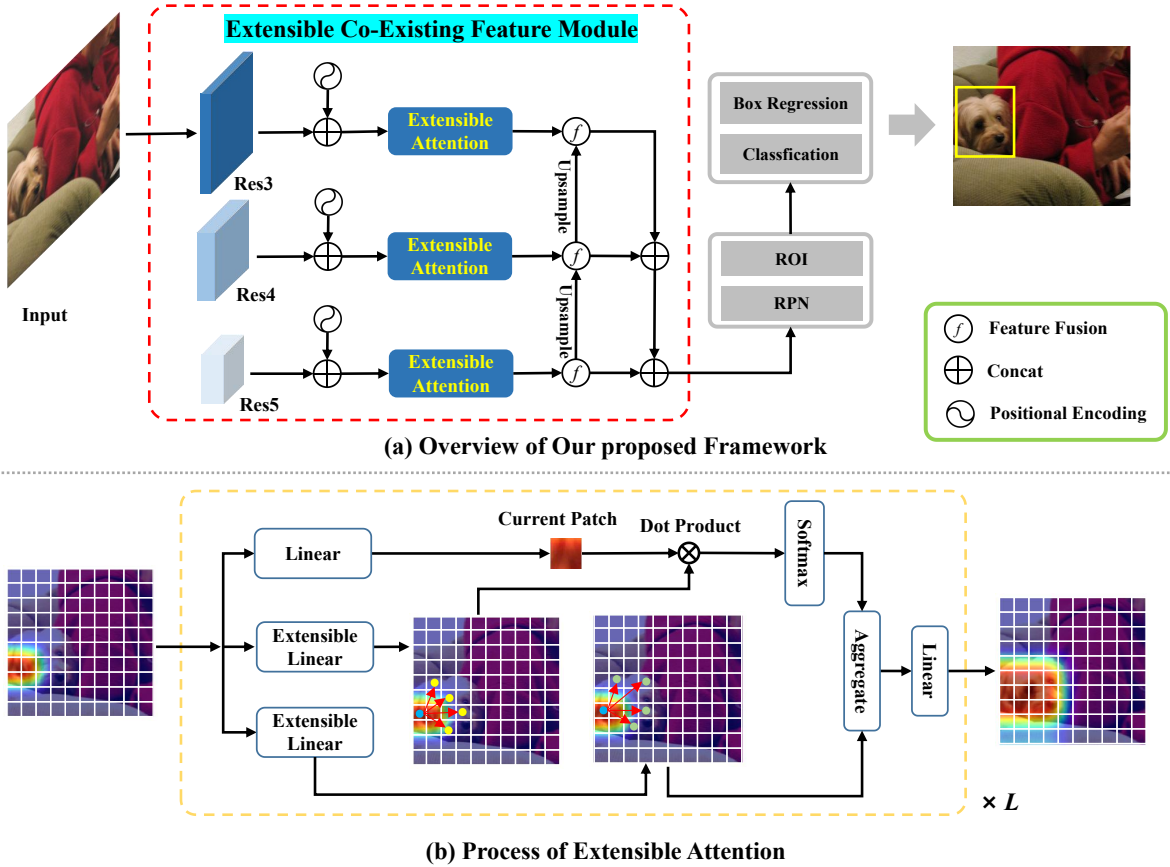 Extensible Co-Existing Feature Module
Res3
Extensible
Attention
f
Upsample
Box Regression
Classfication
Res4
Extensible
Attention
f
Upsample
ROI
RPN
Input
Res5
Extensible
Attention
f
f
Feature Fusion
Concat
Positional Encoding
(a) Overview of Our proposed Framework
Linear
Current Patch
Dot Product
Softmax
Extensible
Linear
Extensible
Linear
Aggregate
Linear
× L
(b) Process of Extensible Attention